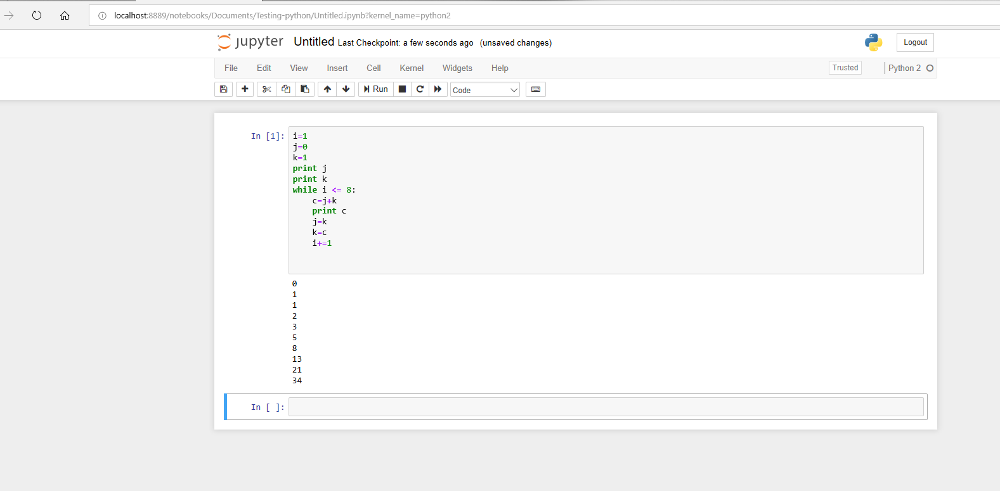 localhost:8889/notebooks/Documents/Testing-python/Untitled.ipynb?kernel_name=python2
jupyter Untitled Last Checkpoint: a few seconds ago (unsaved changes) Logout
File Edit View Insert Cell Kernel Widgets Help Trusted Python 2
Run Code
In [1]: i=1
j=0
k=1
print j
print k
while i <= 8:
    c=j+k
    print c
    j=k
    k=c
    i+=1
0
1
1
2
3
5
8
13
21
34
In [ ]: